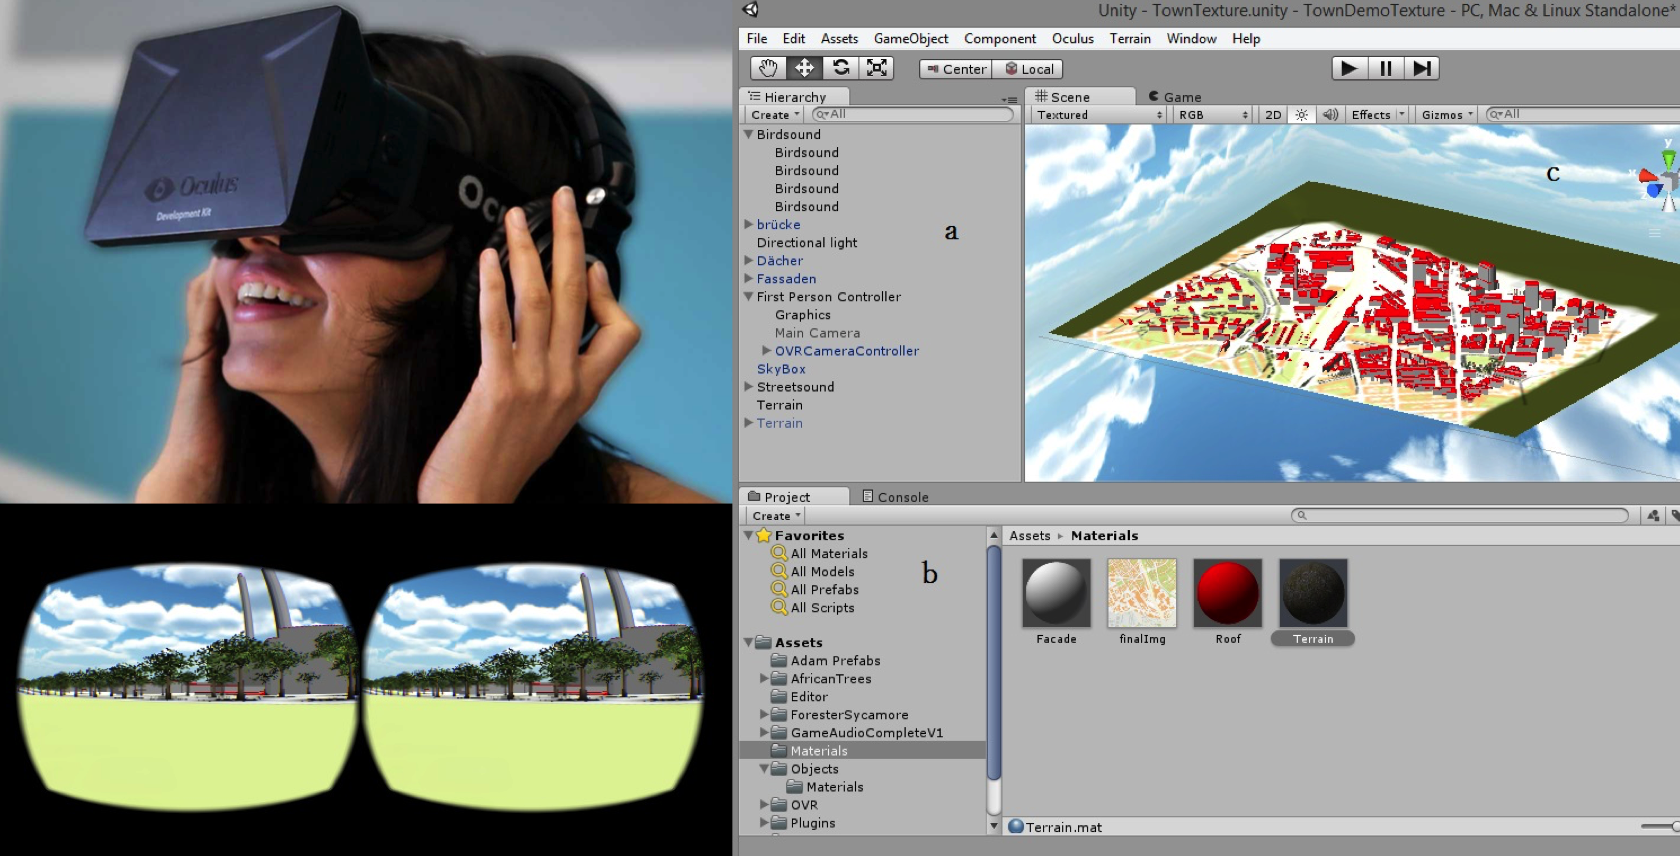 Oculus
Development Kit
Unity - TownTexture.unity - TownDemoTexture - PC, Mac & Linux Standalone*
File Edit Assets GameObject Component Oculus Terrain Window Help
Center Local
Hierarchy
Create All
Birdsound
Birdsound
Birdsound
Birdsound
Birdsound
brücke
Directional light
Dächer
Fassaden
First Person Controller
Graphics
Main Camera
OVRCameraController
SkyBox
Streetsound
Terrain
Terrain
a
Scene Game
Textured RGB 2D Effects Gizmos All
c
y
x
Project Console
Create
Favorites
All Materials
All Models
All Prefabs
All Scripts
b
Assets
Adam Prefabs
AfricanTrees
Editor
ForesterSycamore
GameAudioCompleteV1
Materials
Objects
Materials
OVR
Plugins
Assets Materials
Facade finalImg Roof Terrain
Terrain.mat